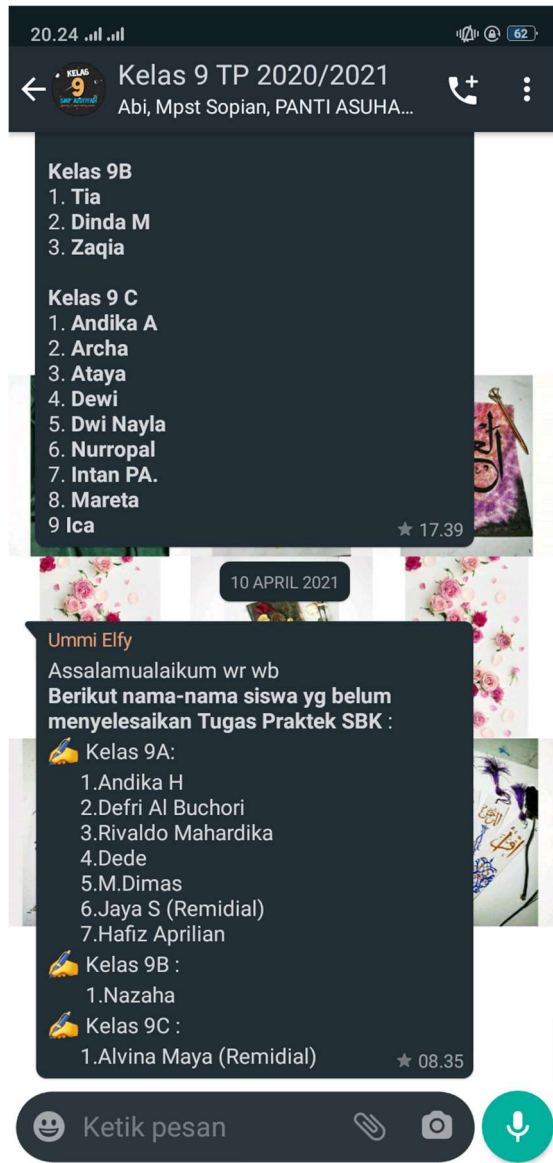 20.24
62
KELAS
9
Kelas 9 TP 2020/2021
Abi, Mpst Sopian, PANTI ASUHA...
Kelas 9B
1. Tia
2. Dinda M
3. Zaqia
Kelas 9 C
1. Andika A
2. Archa
3. Ataya
4. Dewi
5. Dwi Nayla
6. Nurropal
7. Intan PA.
8. Mareta
9 Ica
17.39
10 APRIL 2021
Ummi Elfy
Assalamualaikum wr wb
Berikut nama-nama siswa yg belum
menyelesaikan Tugas Praktek SBK :
✍ Kelas 9A:
1.Andika H
2.Defri Al Buchori
3.Rivaldo Mahardika
4.Dede
5.M.Dimas
6.Jaya S (Remidial)
7.Hafiz Aprilian
✍ Kelas 9B :
1.Nazaha
✍ Kelas 9C :
1.Alvina Maya (Remidial)
08.35
Ketik pesan